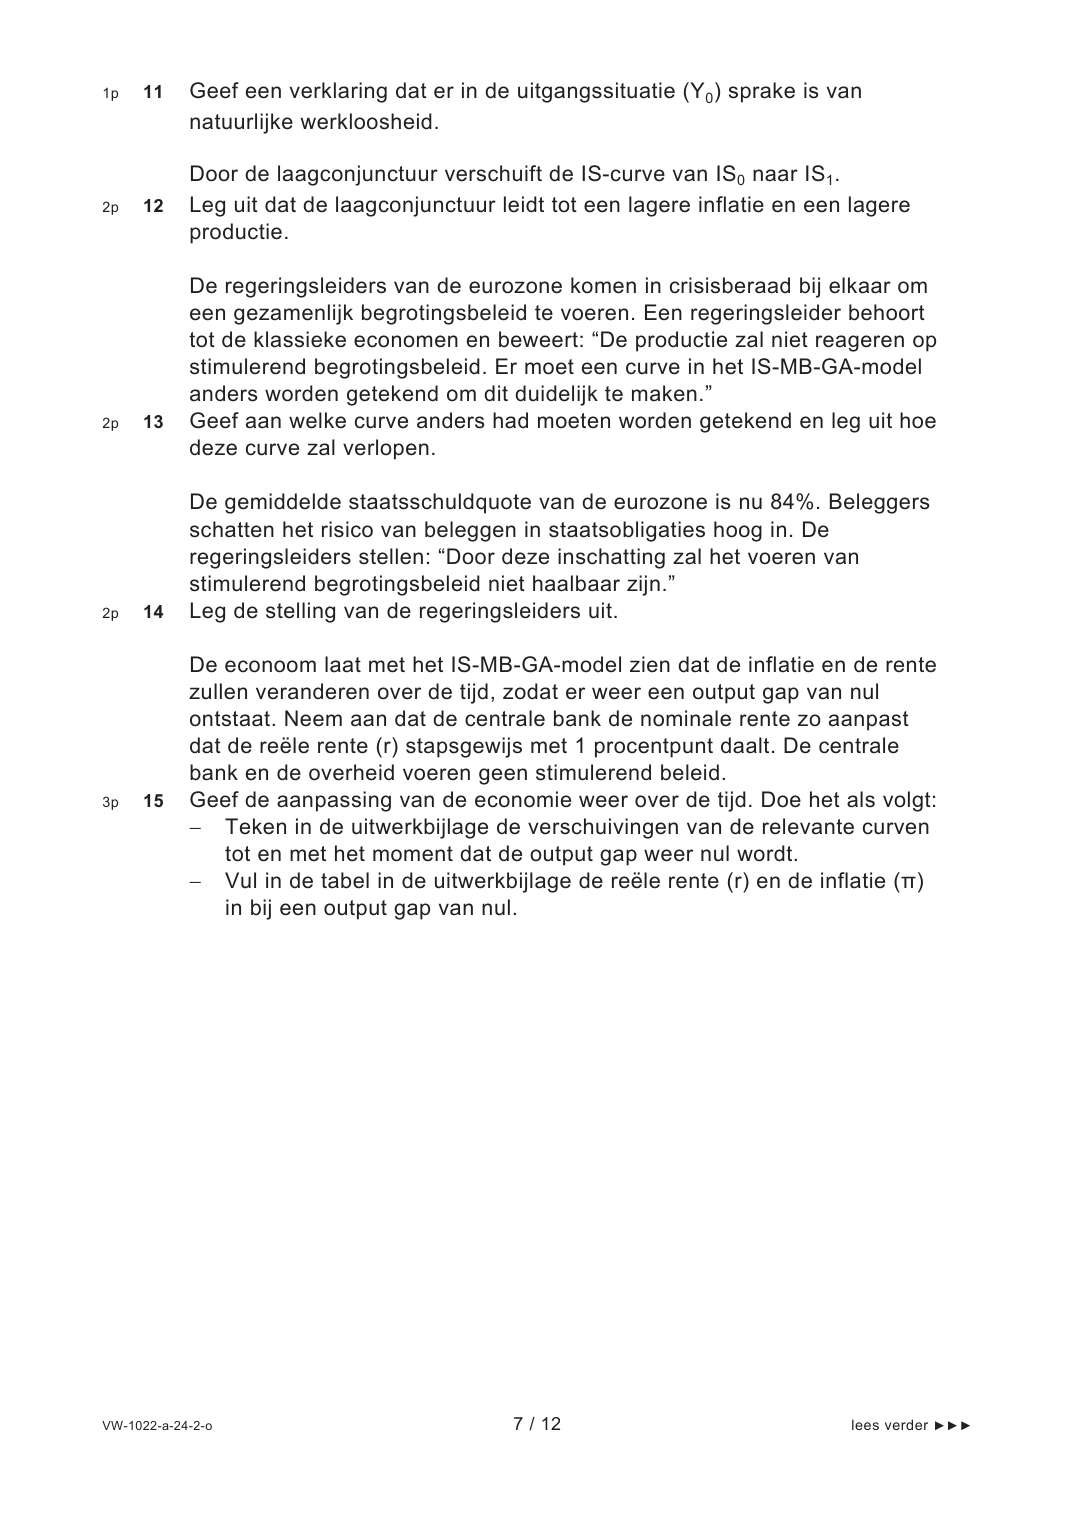 1p 11 Geef een verklaring dat er in de uitgangssituatie (Y0) sprake is van
natuurlijke werkloosheid.
Door de laagconjunctuur verschuift de IS-curve van IS0 naar IS1.
2p 12 Leg uit dat de laagconjunctuur leidt tot een lagere inflatie en een lagere
productie.
De regeringsleiders van de eurozone komen in crisisberaad bij elkaar om
een gezamenlijk begrotingsbeleid te voeren. Een regeringsleider behoort
tot de klassieke economen en beweert: “De productie zal niet reageren op
stimulerend begrotingsbeleid. Er moet een curve in het IS-MB-GA-model
anders worden getekend om dit duidelijk te maken.”
2p 13 Geef aan welke curve anders had moeten worden getekend en leg uit hoe
deze curve zal verlopen.
De gemiddelde staatsschuldquote van de eurozone is nu 84%. Beleggers
schatten het risico van beleggen in staatsobligaties hoog in. De
regeringsleiders stellen: “Door deze inschatting zal het voeren van
stimulerend begrotingsbeleid niet haalbaar zijn.”
2p 14 Leg de stelling van de regeringsleiders uit.
De econoom laat met het IS-MB-GA-model zien dat de inflatie en de rente
zullen veranderen over de tijd, zodat er weer een output gap van nul
ontstaat. Neem aan dat de centrale bank de nominale rente zo aanpast
dat de reële rente (r) stapsgewijs met 1 procentpunt daalt. De centrale
bank en de overheid voeren geen stimulerend beleid.
3p 15 Geef de aanpassing van de economie weer over de tijd. Doe het als volgt:
– Teken in de uitwerkbijlage de verschuivingen van de relevante curven
tot en met het moment dat de output gap weer nul wordt.
– Vul in de tabel in de uitwerkbijlage de reële rente (r) en de inflatie (π)
in bij een output gap van nul.
VW-1022-a-24-2-o 7 / 12 lees verder ►►►